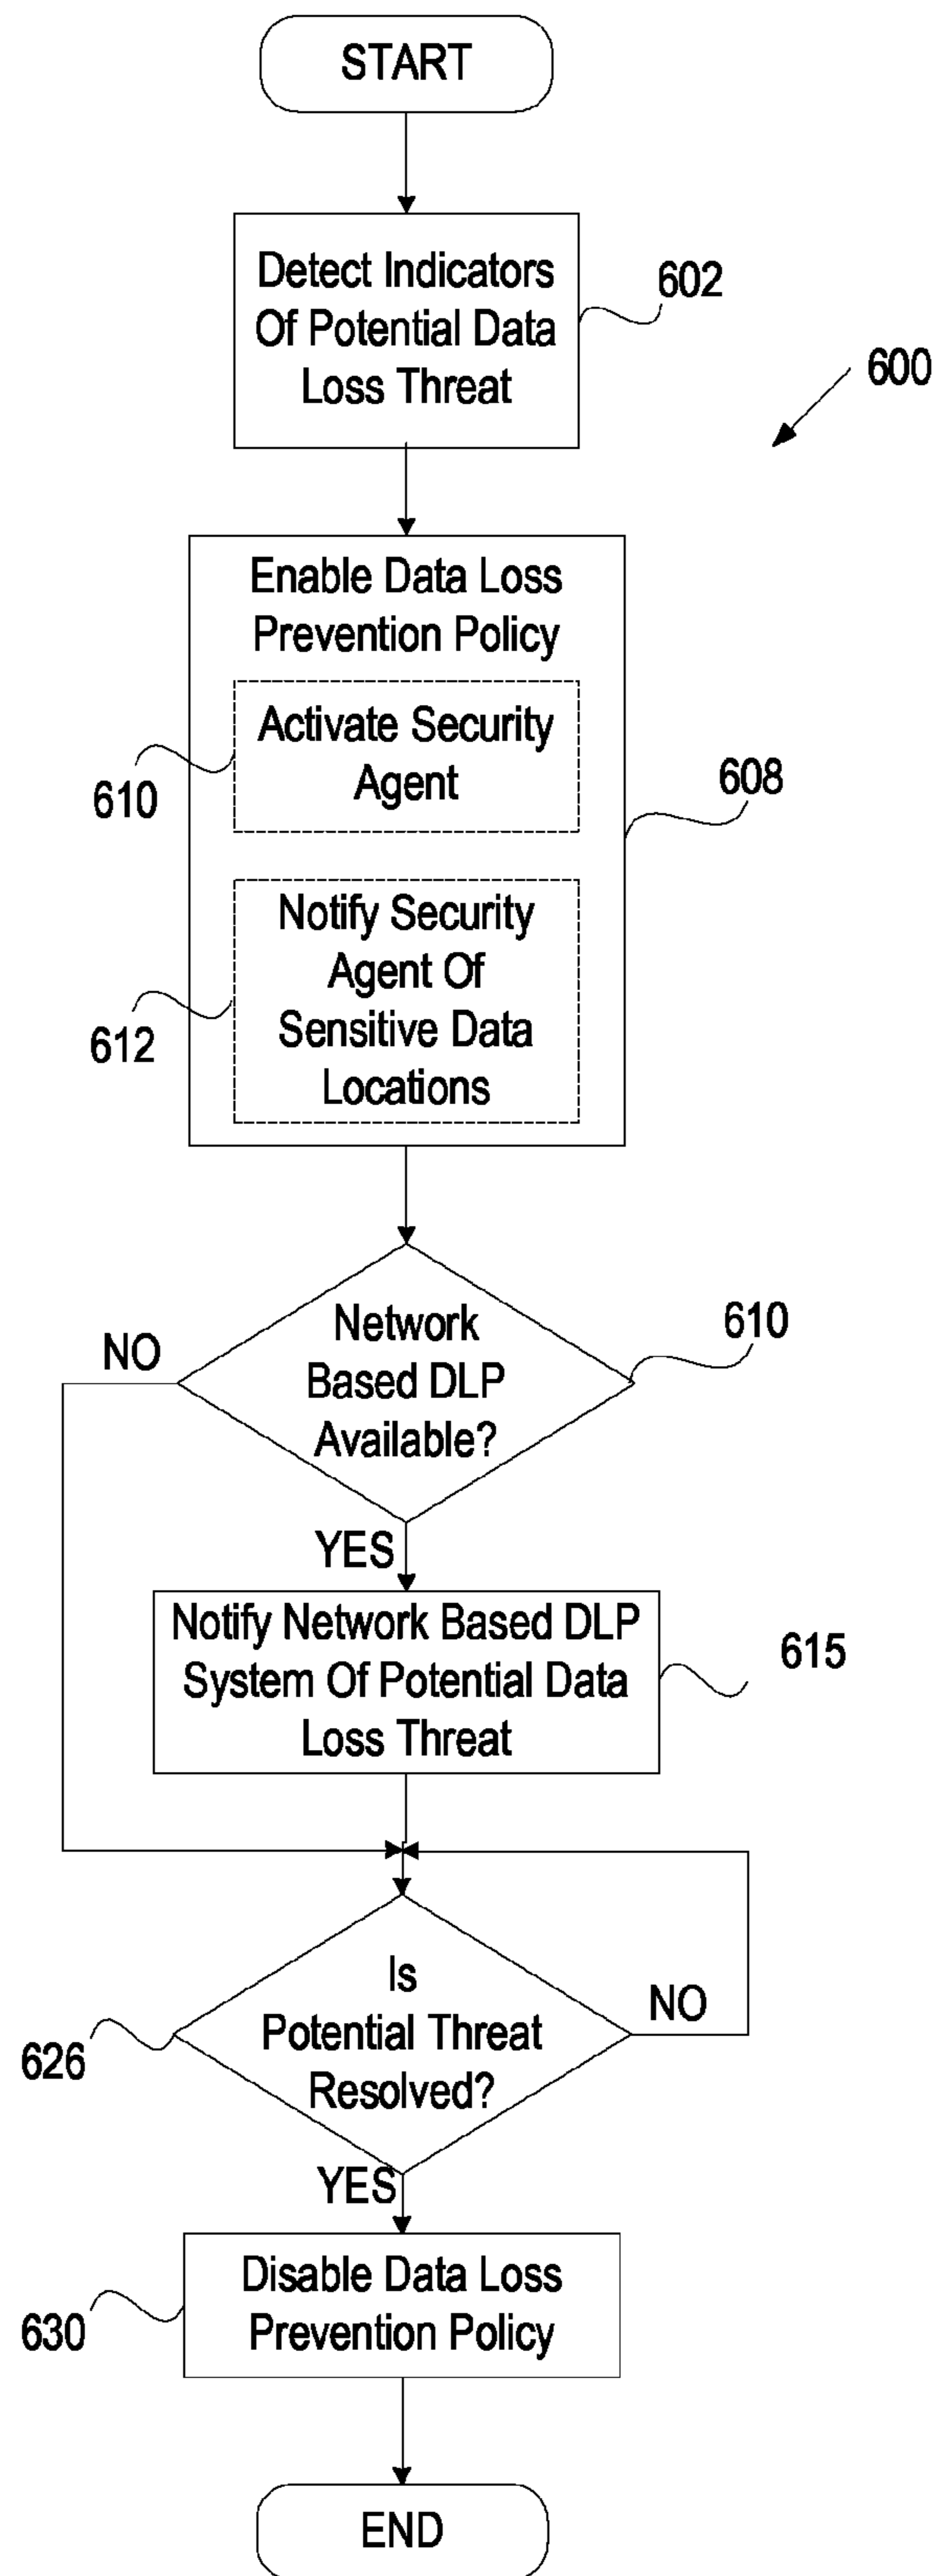 START
Detect Indicators
Of Potential Data
Loss Threat
602
600
Enable Data Loss
Prevention Policy
Activate Security
Agent
610
608
Notify Security
Agent Of
Sensitive Data
Locations
612
Network
Based DLP
Available?
NO
610
YES
Notify Network Based DLP
System Of Potential Data
Loss Threat
615
Is
Potential Threat
Resolved?
NO
626
YES
Disable Data Loss
Prevention Policy
630
END